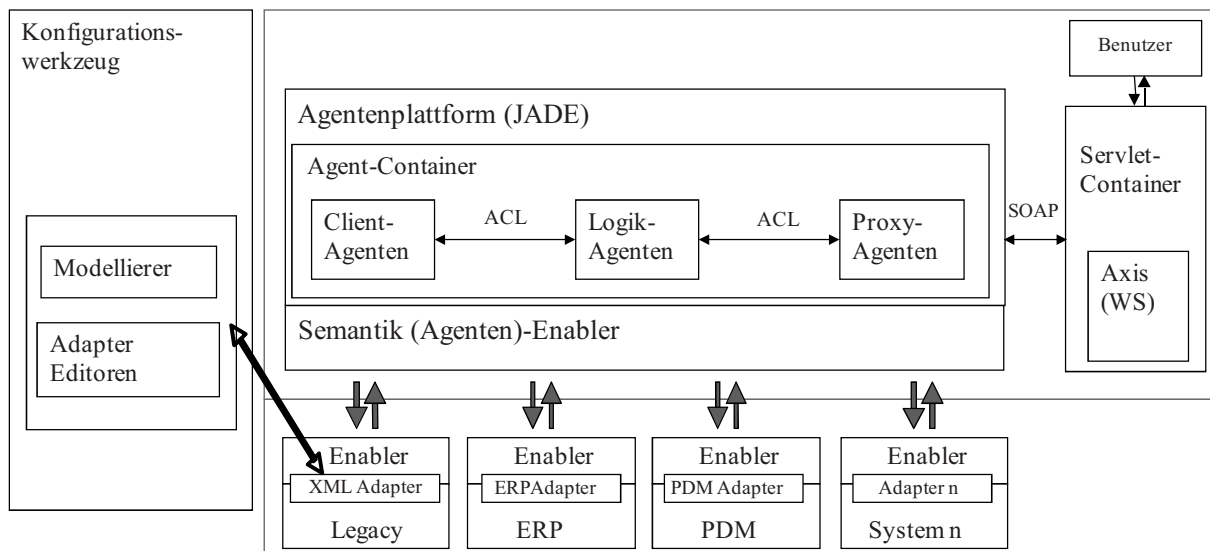 Konfigurations-
werkzeug
Modellierer
Adapter
Editoren
Agentenplattform (JADE)
Agent-Container
Client-
Agenten
ACL
Logik-
Agenten
ACL
Proxy-
Agenten
Semantik (Agenten)-Enabler
SOAP
Benutzer
Servlet-
Container
Axis
(WS)
Enabler
XML Adapter
Legacy
Enabler
ERPAdapter
ERP
Enabler
PDM Adapter
PDM
Enabler
Adapter n
System n